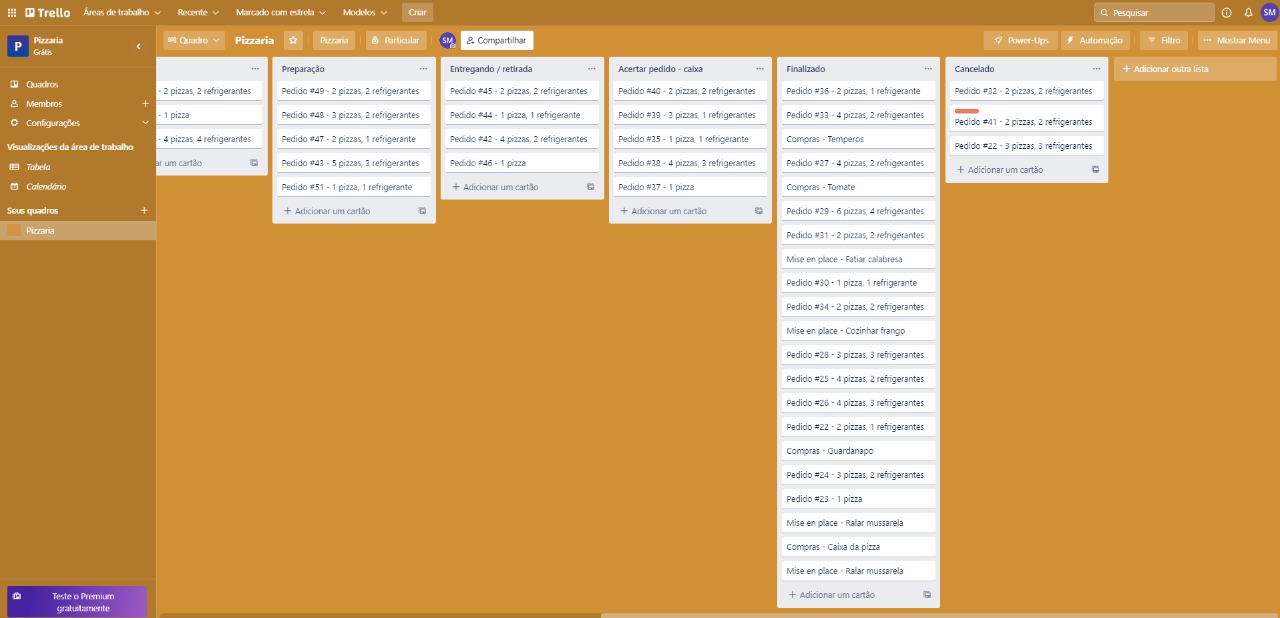 Trello
Áreas de trabalho
Recente
Marcado com estrela
Modelos
Criar
Pesquisar
SM
P
Pizzaria
Grátis
Quadro
Pizzaria
Pizzaria
Particular
SM
Compartilhar
Power-Ups
Automação
Filtro
Mostrar Menu
Quadros
Membros
Configurações
Visualizações da área de trabalho
Tabela
Calendário
Seus quadros
Pizzaria
Teste o Premium
gratuitamente
- 2 pizzas, 2 refrigerantes
- 1 pizza
- 4 pizzas, 4 refrigerantes
ar um cartão
Preparação
Pedido #49 - 2 pizzas, 2 refrigerantes
Pedido #48 - 3 pizzas, 2 refrigerantes
Pedido #47 - 2 pizzas, 1 refrigerante
Pedido #43 - 5 pizzas, 3 refrigerantes
Pedido #51 - 1 pizza, 1 refrigerante
Adicionar um cartão
Entregando / retirada
Pedido #45 - 2 pizzas, 2 refrigerantes
Pedido #44 - 1 pizza, 1 refrigerante
Pedido #42 - 4 pizzas, 2 refrigerantes
Pedido #46 - 1 pizza
Adicionar um cartão
Acertar pedido - caixa
Pedido #40 - 2 pizzas, 2 refrigerantes
Pedido #39 - 3 pizzas, 1 refrigerantes
Pedido #35 - 1 pizza, 1 refrigerante
Pedido #38 - 4 pizzas, 3 refrigerantes
Pedido #37 - 1 pizza
Adicionar um cartão
Finalizado
Pedido #36 - 2 pizzas, 1 refrigerante
Pedido #33 - 4 pizzas, 2 refrigerantes
Compras - Temperos
Pedido #27 - 4 pizzas, 2 refrigerantes
Compras - Tomate
Pedido #29 - 6 pizzas, 4 refrigerantes
Pedido #31 - 2 pizzas, 2 refrigerantes
Mise en place - Fatiar calabresa
Pedido #30 - 1 pizza, 1 refrigerante
Pedido #34 - 2 pizzas, 2 refrigerantes
Mise en place - Cozinhar frango
Pedido #28 - 3 pizzas, 3 refrigerantes
Pedido #25 - 4 pizzas, 2 refrigerantes
Pedido #26 - 4 pizzas, 3 refrigerantes
Pedido #22 - 2 pizzas, 1 refrigerantes
Compras - Guardanapo
Pedido #24 - 3 pizzas, 2 refrigerantes
Pedido #23 - 1 pizza
Mise en place - Ralar mussarela
Compras - Caixa da pizza
Mise en place - Ralar mussarela
Adicionar um cartão
Cancelado
Pedido #32 - 2 pizzas, 2 refrigerantes
Pedido #41 - 2 pizzas, 2 refrigerantes
Pedido #22 - 3 pizzas, 3 refrigerantes
Adicionar um cartão
Adicionar outra lista